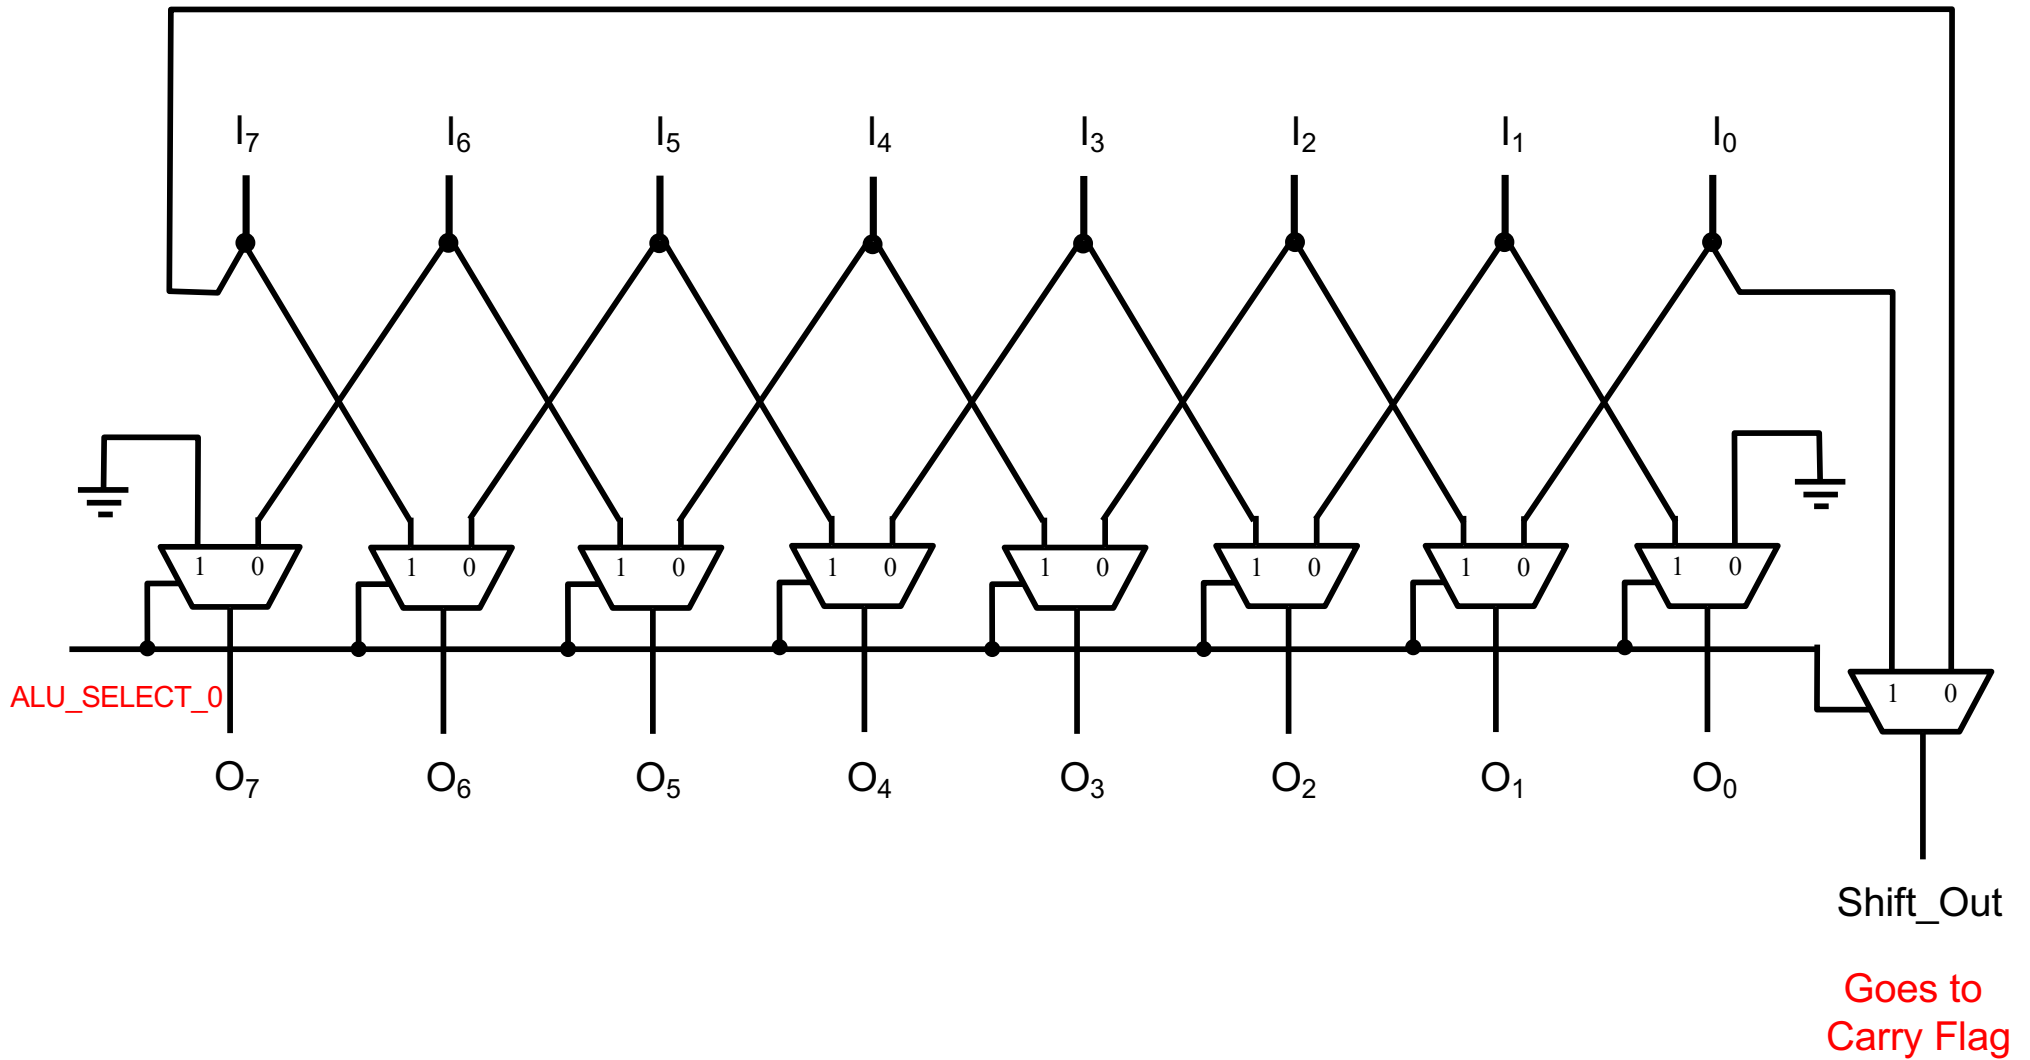 I₇ I₆ I₅ I₄ I₃ I₂ I₁ I₀
1 0 1 0 1 0 1 0 1 0 1 0 1 0 1 0
ALU_SELECT_0
1 0
O₇ O₆ O₅ O₄ O₃ O₂ O₁ O₀
Shift_Out
Goes to
Carry Flag